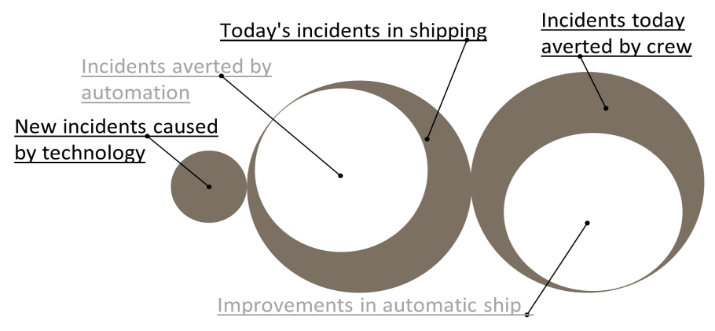 Today's incidents in shipping
Incidents today
averted by crew
Incidents averted by
automation
New incidents caused
by technology
Improvements in automatic ship